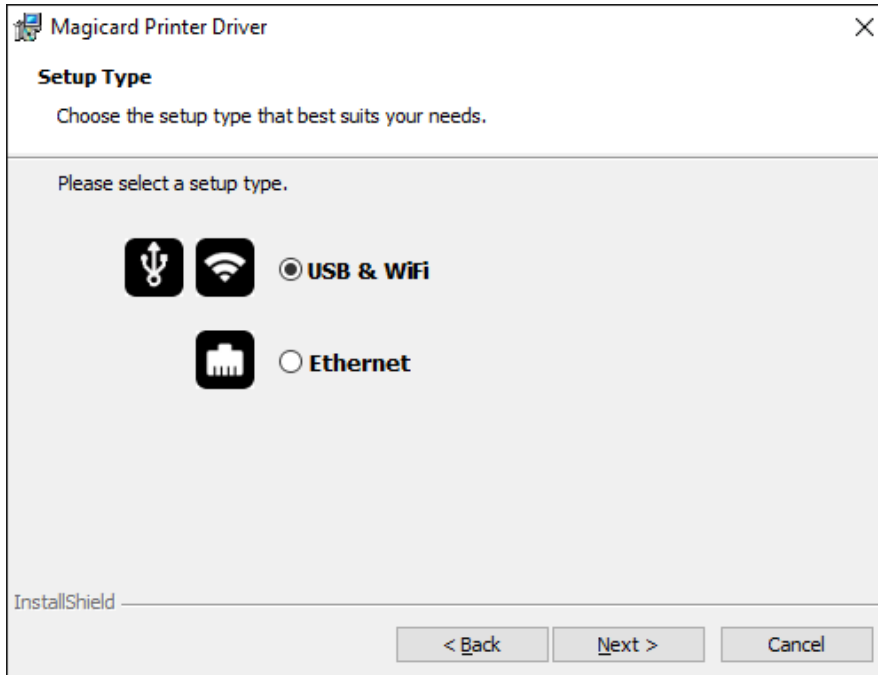 Magicard Printer Driver
Setup Type
Choose the setup type that best suits your needs.
Please select a setup type.
USB & WiFi
Ethernet
InstallShield
< Back Next > Cancel